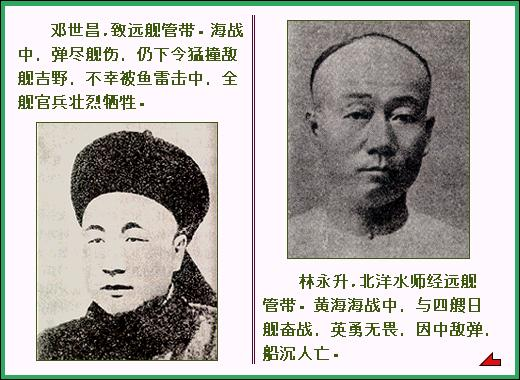 邓世昌，致远舰管带。海战
中，弹尽舰伤，仍下令猛撞敌
舰吉野，不幸被鱼雷击中，全
舰官兵壮烈牺牲。
林永升，北洋水师经远舰
管带。黄海海战中，与四艘日
舰奋战，英勇无畏，因中敌弹，
船沉人亡。